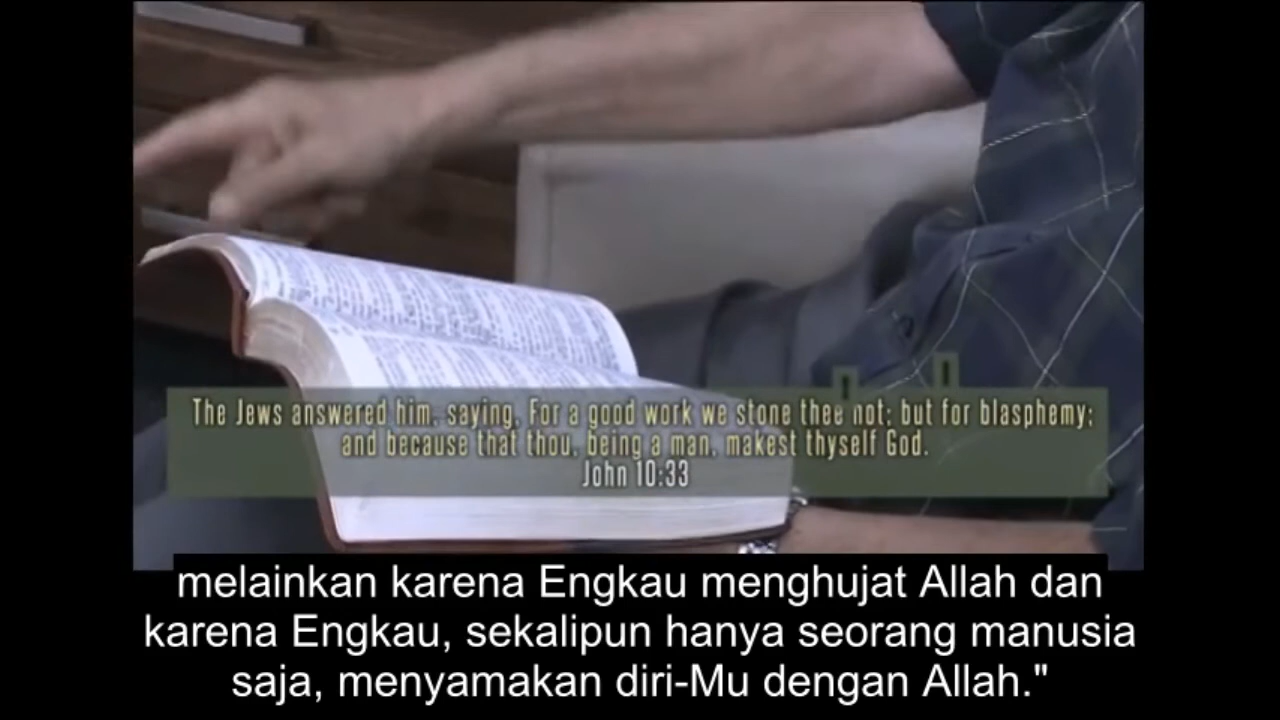 The Jews answered him, saying, For a good work we stone thee not; but for blasphemy;
and because that thou, being a man, makest thyself God.
John 10:33
melainkan karena Engkau menghujat Allah dan
karena Engkau, sekalipun hanya seorang manusia
saja, menyamakan diri-Mu dengan Allah."